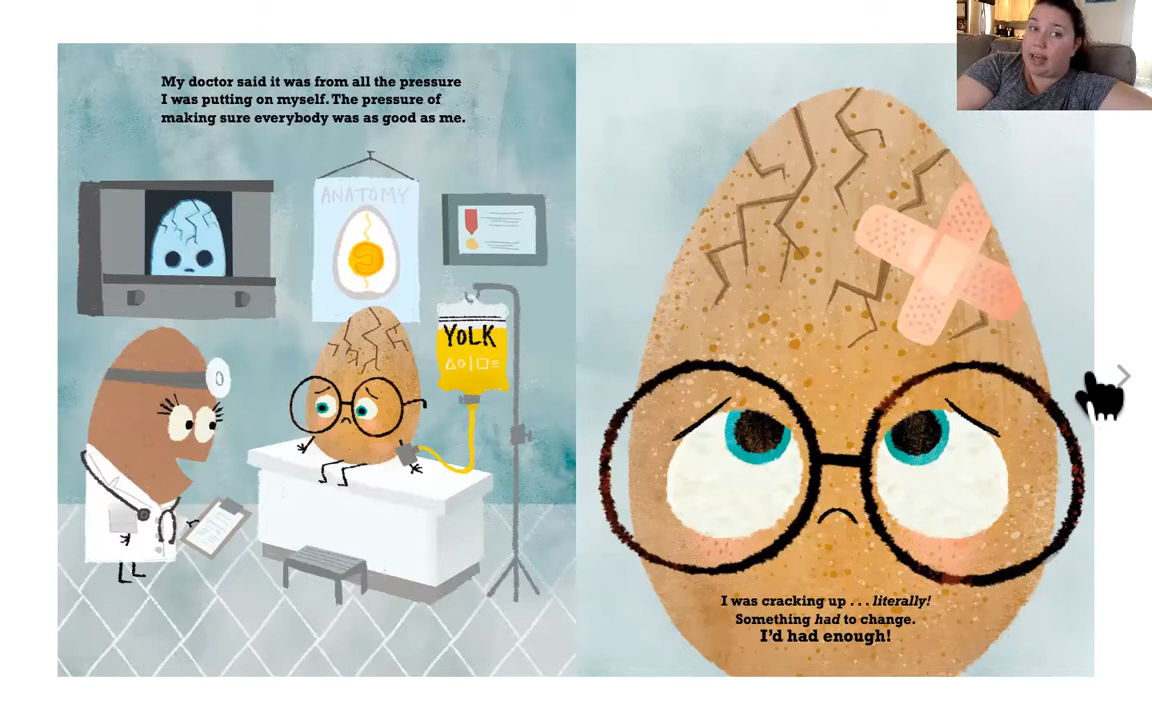 My doctor said it was from all the pressure
I was putting on myself. The pressure of
making sure everybody was as good as me.
ANATOMY
YOLK
I was cracking up . . . literally!
Something had to change.
I'd had enough!